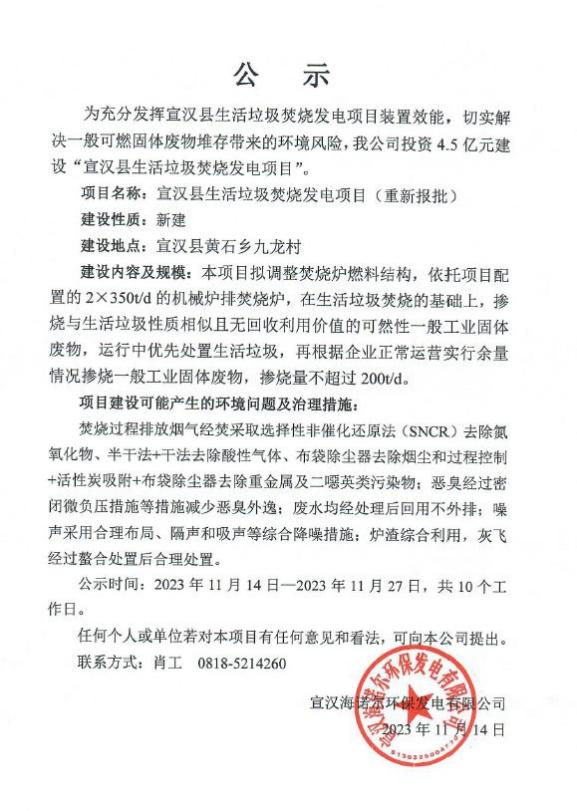 公 示
为充分发挥宣汉县生活垃圾焚烧发电项目装置效能，切实解
决一般可燃固体废物堆存带来的环境风险，我公司投资 4.5 亿元建
设“宣汉县生活垃圾焚烧发电项目”。
项目名称：宣汉县生活垃圾焚烧发电项目（重新报批）
建设性质：新建
建设地点：宣汉县黄石乡九龙村
建设内容及规模：本项目拟调整焚烧炉燃料结构，依托项目配
置的 2×350t/d 的机械炉排焚烧炉，在生活垃圾焚烧的基础上，掺
烧与生活垃圾性质相似且无回收利用价值的可然性一般工业固体
废物，运行中优先处置生活垃圾，再根据企业正常运营实行余量
情况掺烧一般工业固体废物，掺烧量不超过 200t/d。
项目建设可能产生的环境问题及治理措施：
焚烧过程排放烟气经焚采取选择性非催化还原法（SNCR）去除氮
氧化物、半干法+干法去除酸性气体、布袋除尘器去除烟尘和过程控制
+活性炭吸附+布袋除尘器去除重金属及二噁英类污染物；恶臭经过密
闭微负压措施等措施减少恶臭外逸；废水均经处理后回用不外排；噪
声采用合理布局、隔声和吸声等综合降噪措施；炉渣综合利用，灰飞
经过螯合处置后合理处置。
公示时间：2023 年 11 月 14 日—2023 年 11 月 27 日，共 10 个工
作日。
任何个人或单位若对本项目有任何意见和看法，可向本公司提出。
联系方式：肖工 0818-5214260
宣汉海诺尔环保发电有限公司
2023 年 11 月 14 日
宣汉海诺尔环保发电有限公司